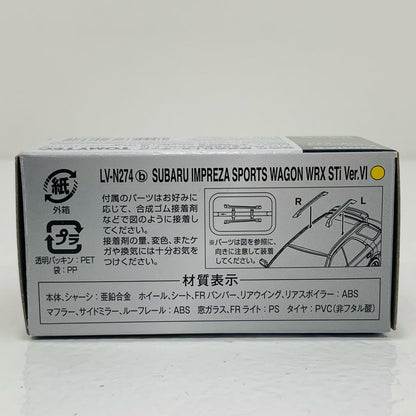 LV-N274 ⓑ SUBARU IMPREZA SPORTS WAGON WRX STi Ver.VI
紙
外箱
プラ
透明パッキン：PET
袋：PP
付属のパーツはお好みに
応じて、合成ゴム接着剤
などで図のように接着し
てください。
接着剤の量、変色、またケ
ガや換気には十分お気を
つけください。
R
L
※パーツは図を参照に、
向きに注意して装着し
てください。
材質表示
本体、シャーシ：亜鉛合金 ホイール、シート、FRバンパー、リアウイング、リアスポイラー：ABS
マフラー、サイドミラー、ルーフレール：ABS 窓ガラス、FRライト：PS タイヤ：PVC(非フタル酸)